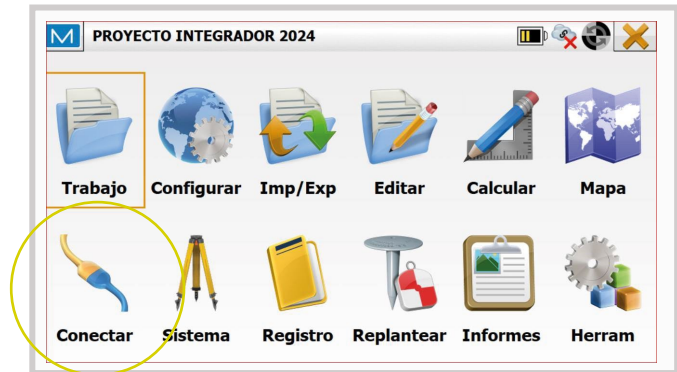 M PROYECTO INTEGRADOR 2024
Trabajo Configurar Imp/Exp Editar Calcular Mapa
Conectar Sistema Registro Replantear Informes Herram